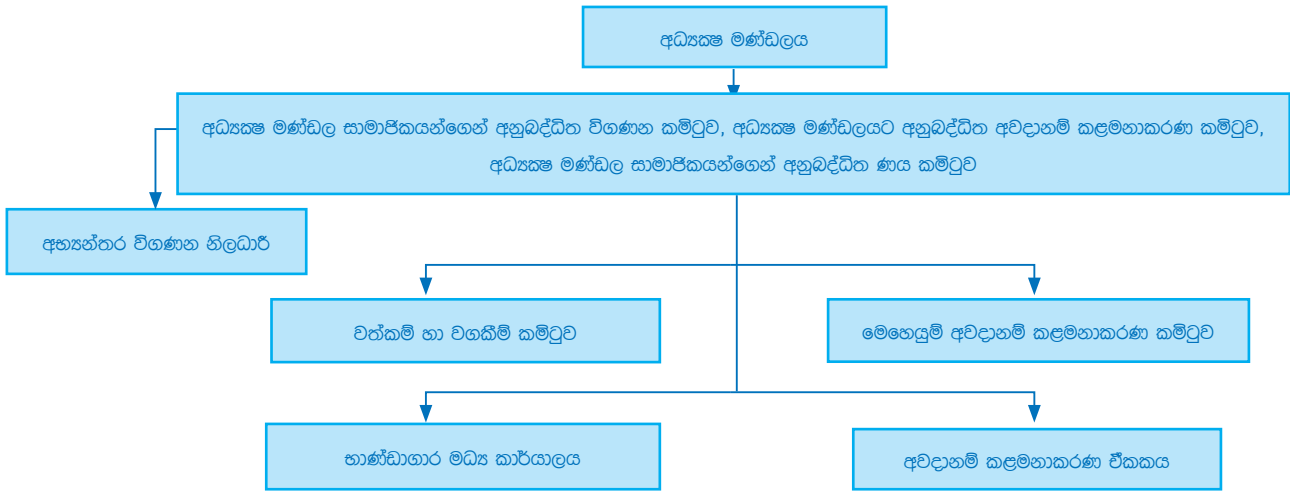 අධ්‍යක්ෂ මණ්ඩලය
අධ්‍යක්ෂ මණ්ඩල සාමාජිකයන්ගෙන් අනුබද්ධිත විගණන කමිටුව, අධ්‍යක්ෂ මණ්ඩලයට අනුබද්ධිත අවදානම් කළමනාකරණ කමිටුව,
අධ්‍යක්ෂ මණ්ඩල සාමාජිකයන්ගෙන් අනුබද්ධිත ණය කමිටුව
අභ්‍යන්තර විගණන නිලධාරී
වත්කම් හා වගකීම් කමිටුව
මෙහෙයුම් අවදානම් කළමනාකරණ කමිටුව
භාණ්ඩාගාර මධ්‍ය කාර්යාලය
අවදානම් කළමනාකරණ ඒකකය